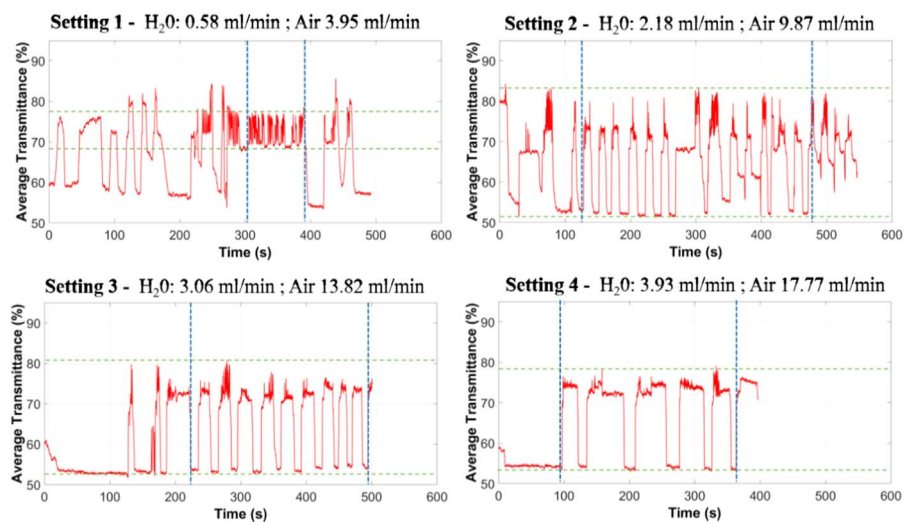 Setting 1 - H₂0: 0.58 ml/min ; Air 3.95 ml/min
Average Transmittance (%)
90
80
70
60
50
0 100 200 300 400 500 600
Time (s)
Setting 2 - H₂0: 2.18 ml/min ; Air 9.87 ml/min
Average Transmittance (%)
90
80
70
60
50
0 100 200 300 400 500 600
Time (s)
Setting 3 - H₂0: 3.06 ml/min ; Air 13.82 ml/min
Average Transmittance (%)
90
80
70
60
50
0 100 200 300 400 500 600
Time (s)
Setting 4 - H₂0: 3.93 ml/min ; Air 17.77 ml/min
Average Transmittance (%)
90
80
70
60
50
0 100 200 300 400 500 600
Time (s)